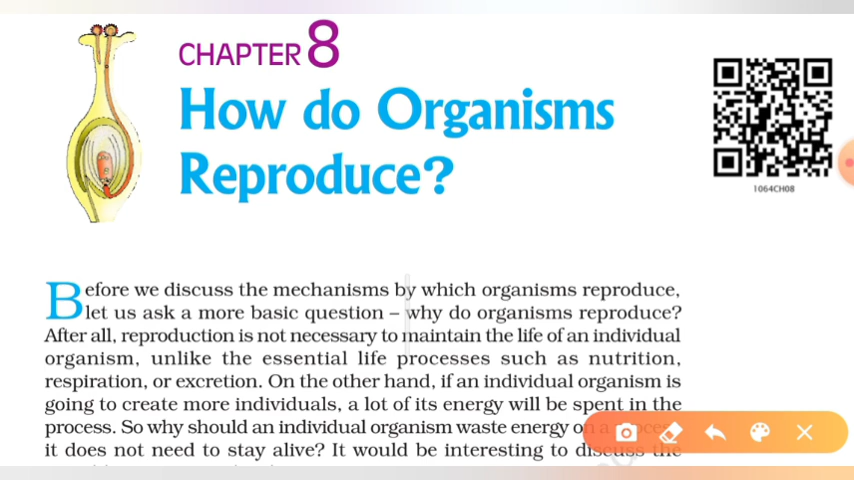 CHAPTER 8
How do Organisms
Reproduce?
1064CH08
Before we discuss the mechanisms by which organisms reproduce,
let us ask a more basic question – why do organisms reproduce?
After all, reproduction is not necessary to maintain the life of an individual
organism, unlike the essential life processes such as nutrition,
respiration, or excretion. On the other hand, if an individual organism is
going to create more individuals, a lot of its energy will be spent in the
process. So why should an individual organism waste energy on a
it does not need to stay alive? It would be interesting to discuss the